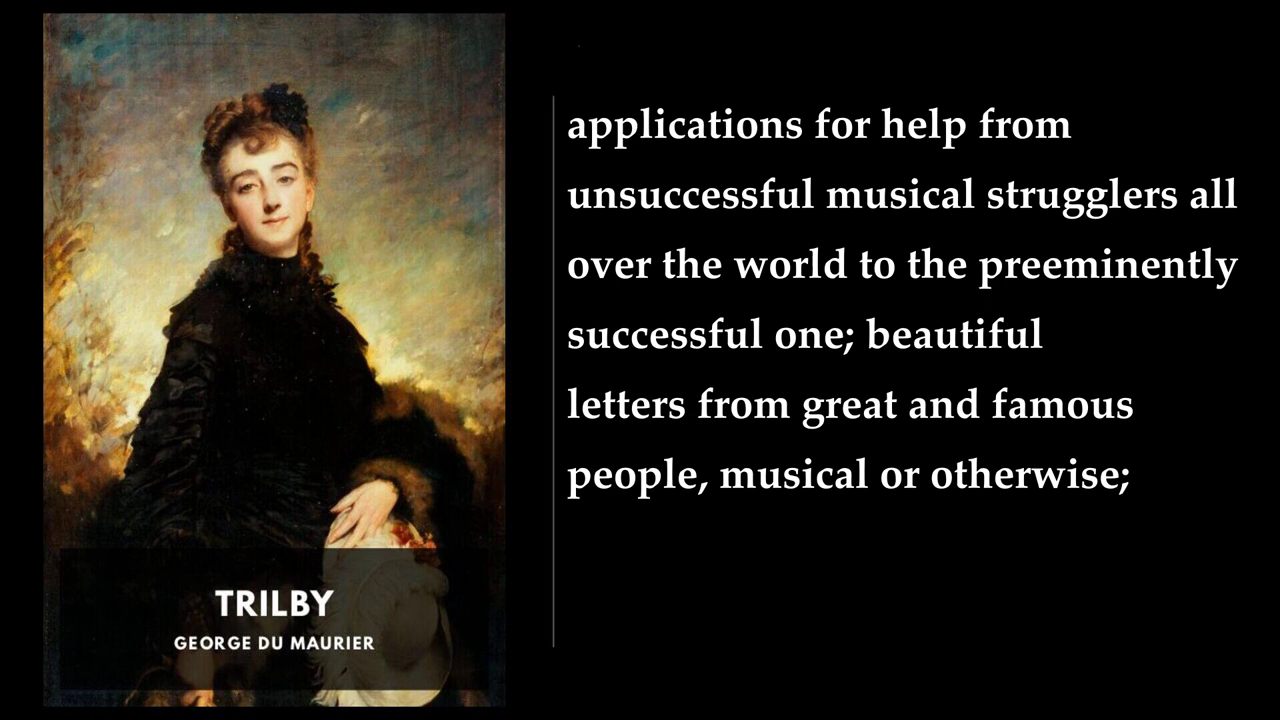 applications for help from
unsuccessful musical strugglers all
over the world to the preeminently
successful one; beautiful
letters from great and famous
people, musical or otherwise;
TRILBY
GEORGE DU MAURIER